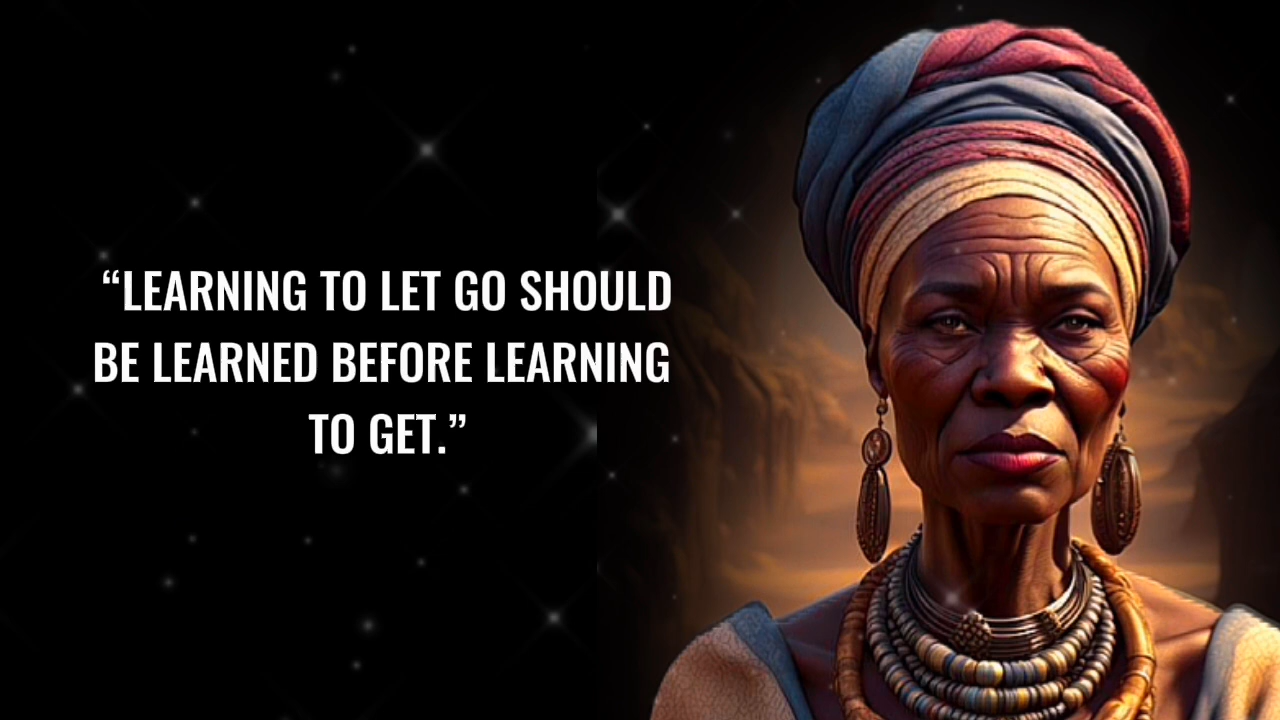 “LEARNING TO LET GO SHOULD
BE LEARNED BEFORE LEARNING
TO GET.”